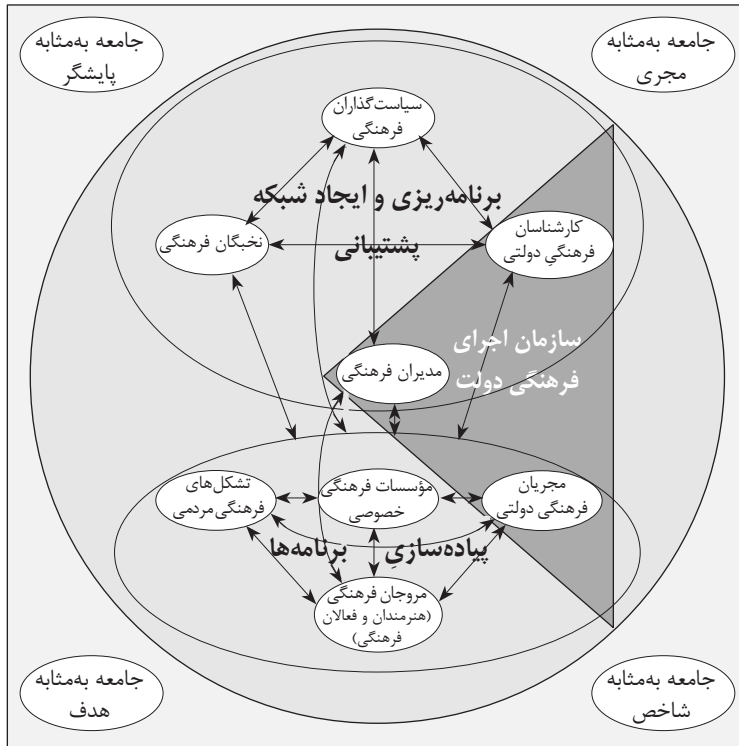 جامعه به‌مثابه
مجری
جامعه به‌مثابه
پایشگر
سیاست‌گذاران
فرهنگی
برنامه‌ریزی و ایجاد شبکه
پشتیبانی
کارشناسان
فرهنگیِ دولتی
نخبگان فرهنگی
سازمان اجرای
فرهنگی دولت
مدیران فرهنگی
مجریان
فرهنگی دولتی
مؤسسات فرهنگی
خصوصی
تشکل‌های
فرهنگی‌مردمی
پیاده‌سازیِ برنامه‌ها
مروجان فرهنگی
(هنرمندان و فعالان
فرهنگی)
جامعه به‌مثابه
شاخص
جامعه به‌مثابه
هدف